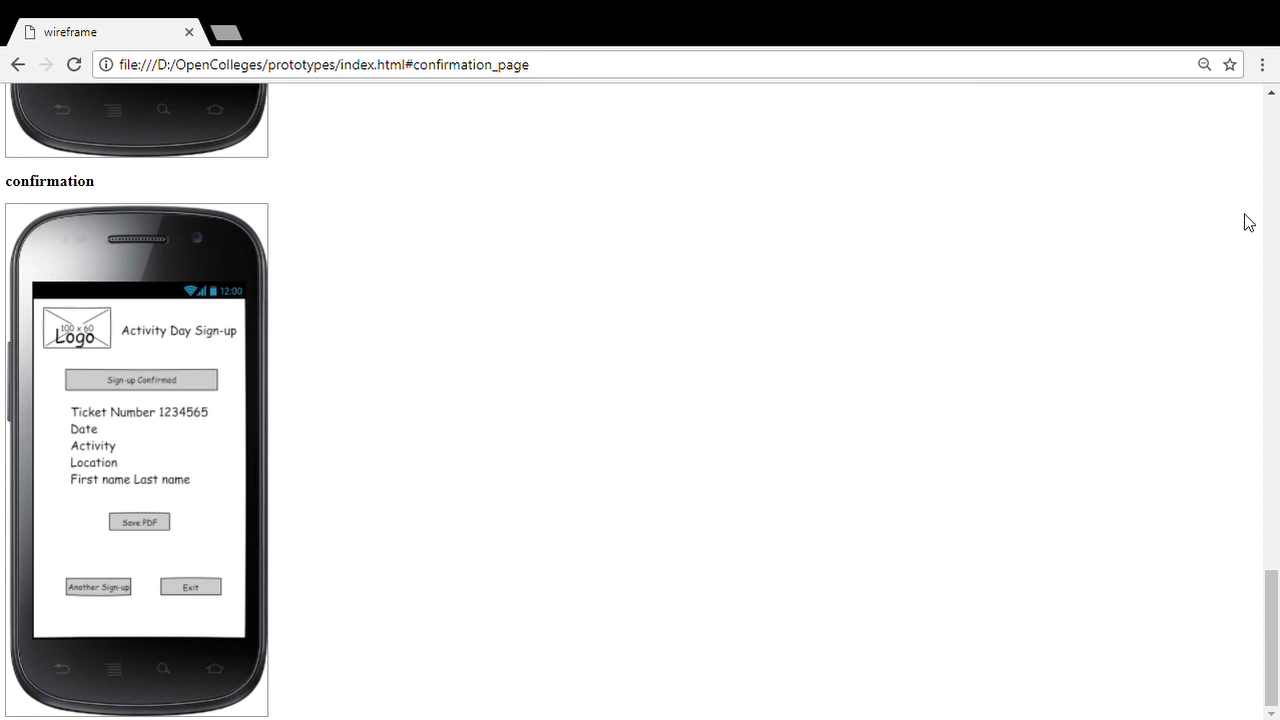 wireframe
file:///D:/OpenColleges/prototypes/index.html#confirmation_page
confirmation
12:00
100 x 60
Logo
Activity Day Sign-up
Sign-up Confirmed
Ticket Number 1234565
Date
Activity
Location
First name Last name
Save PDF
Another Sign-up
Exit